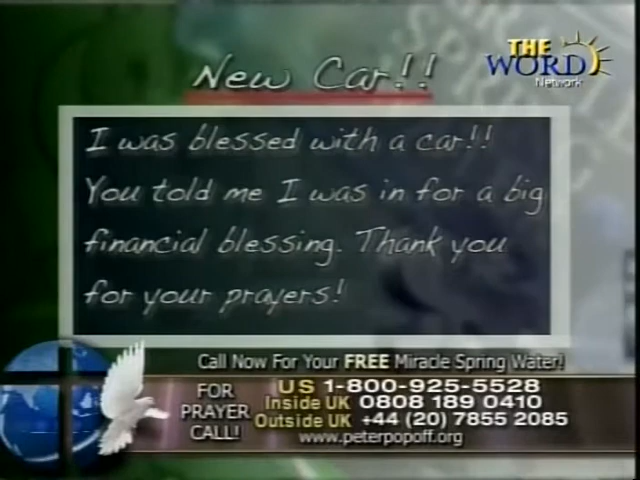 New Car!!
THE
WORD
Network
I was blessed with a car!!
You told me I was in for a big
financial blessing. Thank you
for your prayers!
Call Now For Your FREE Miracle Spring Water!
FOR PRAYER CALL!
US 1-800-925-5528
Inside UK 0808 189 0410
Outside UK +44 (20) 7855 2085
www.peterpopoff.org